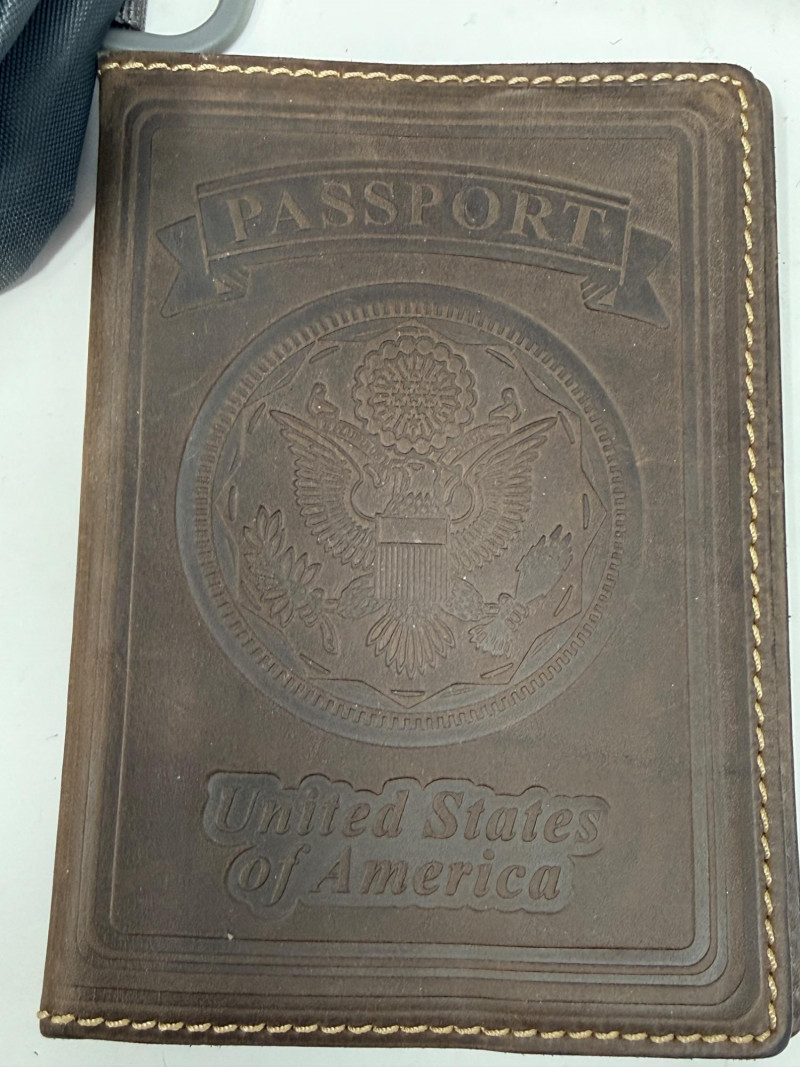 PASSPORT
United States
of America